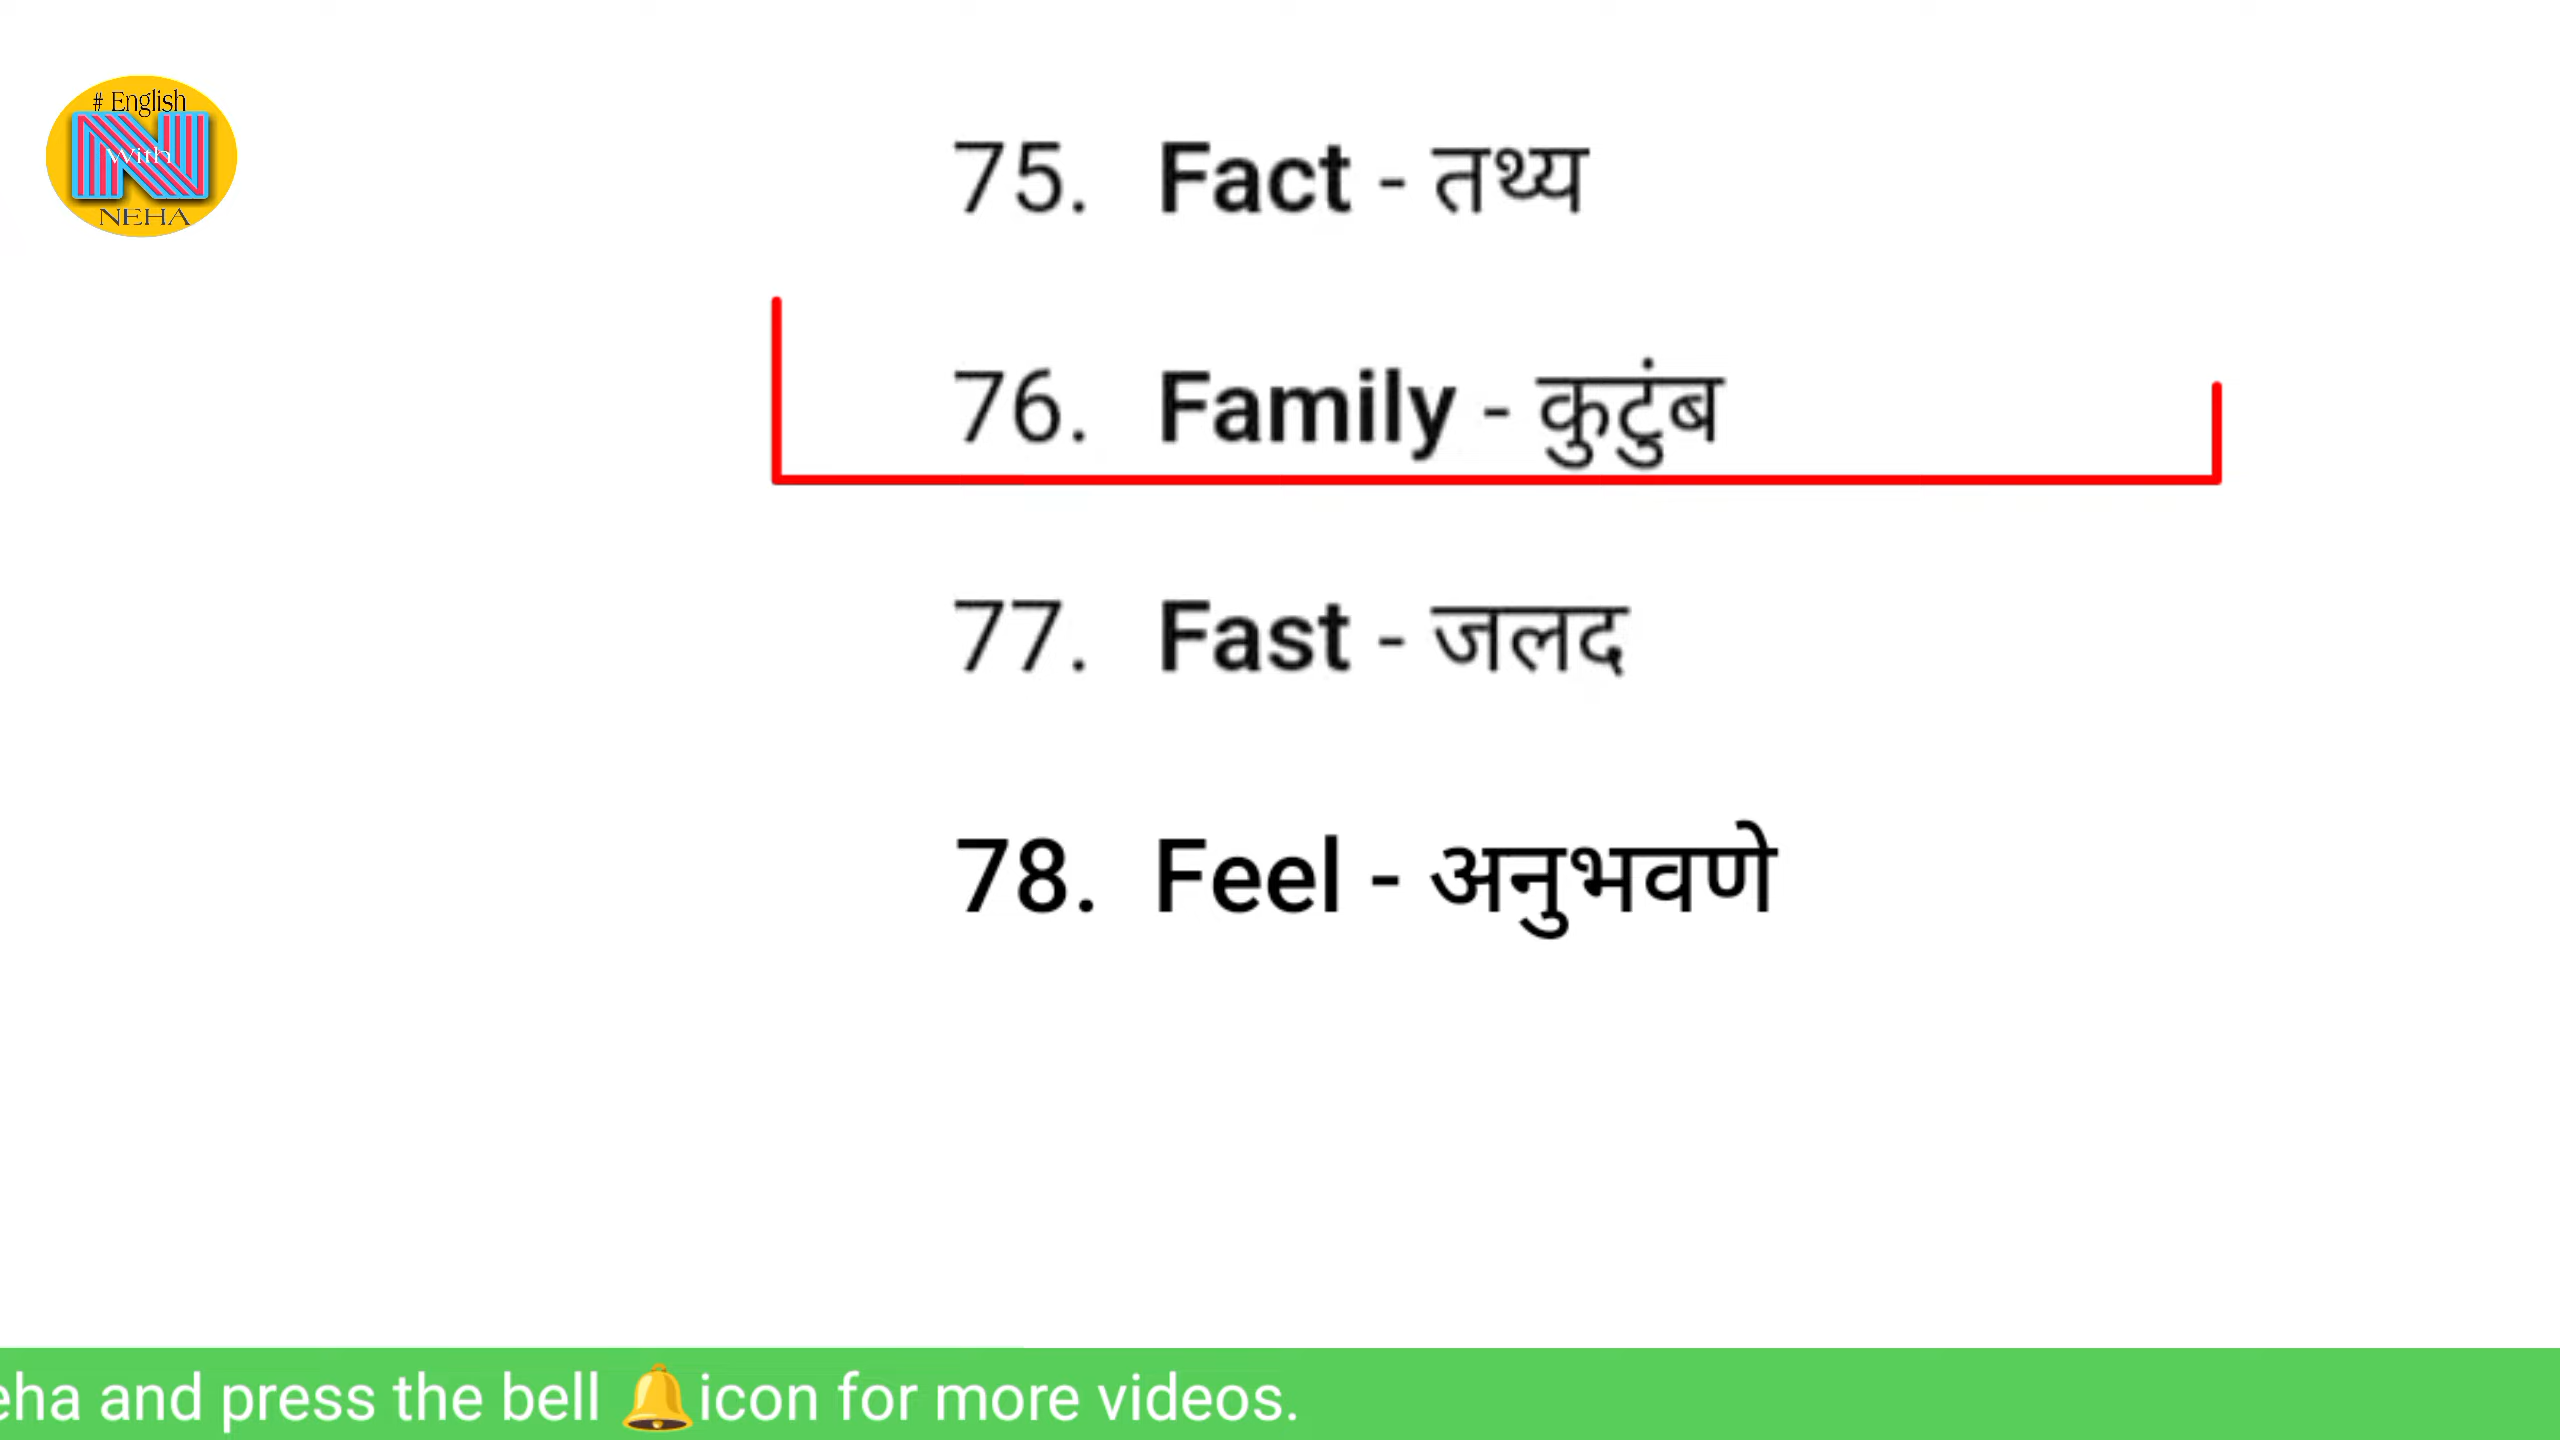 # English
With
NEHA
75. Fact - तथ्य
76. Family - कुटुंब
77. Fast - जलद
78. Feel - अनुभवणे
eha and press the bell 🔔icon for more videos.